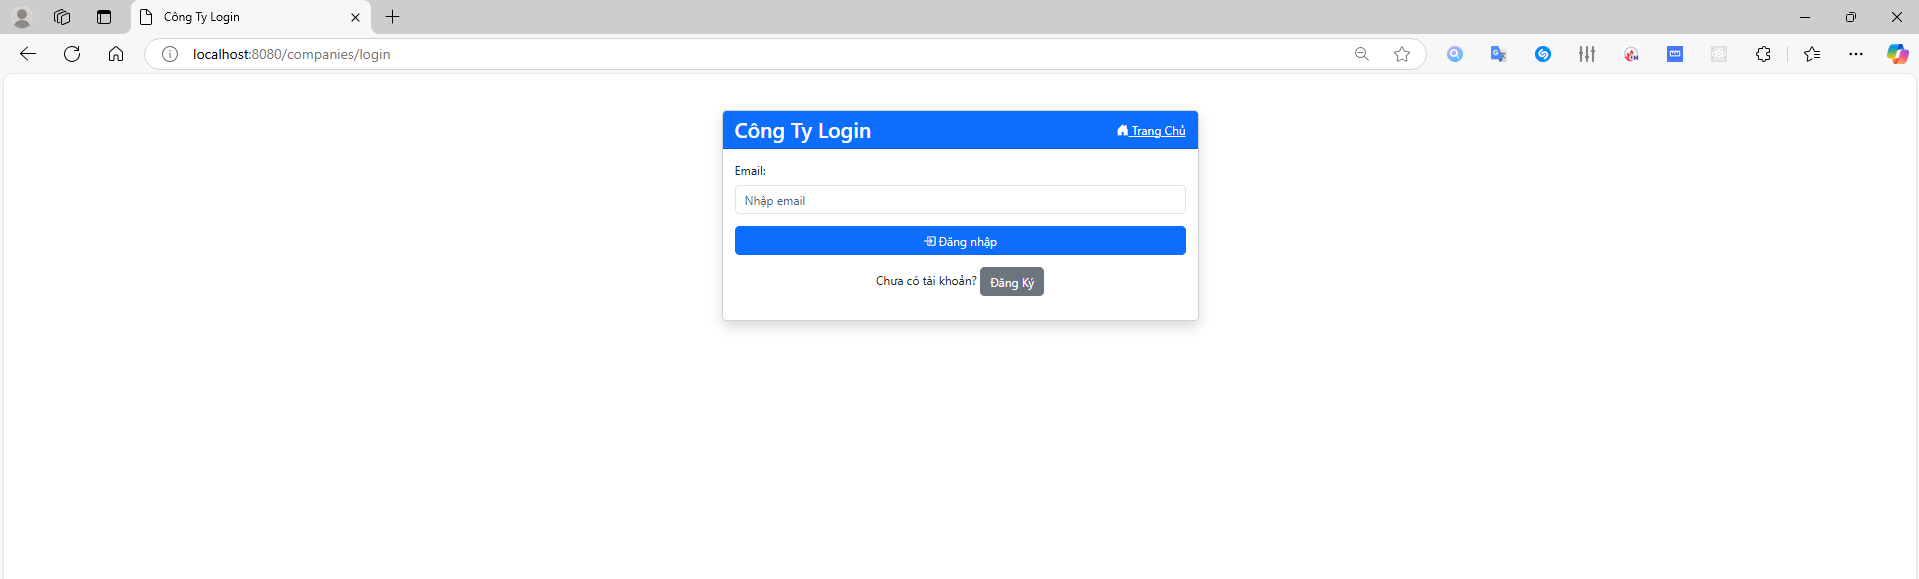 Công Ty Login
localhost:8080/companies/login
Công Ty Login
Trang Chủ
Email:
Nhập email
Đăng nhập
Chưa có tài khoản? Đăng Ký